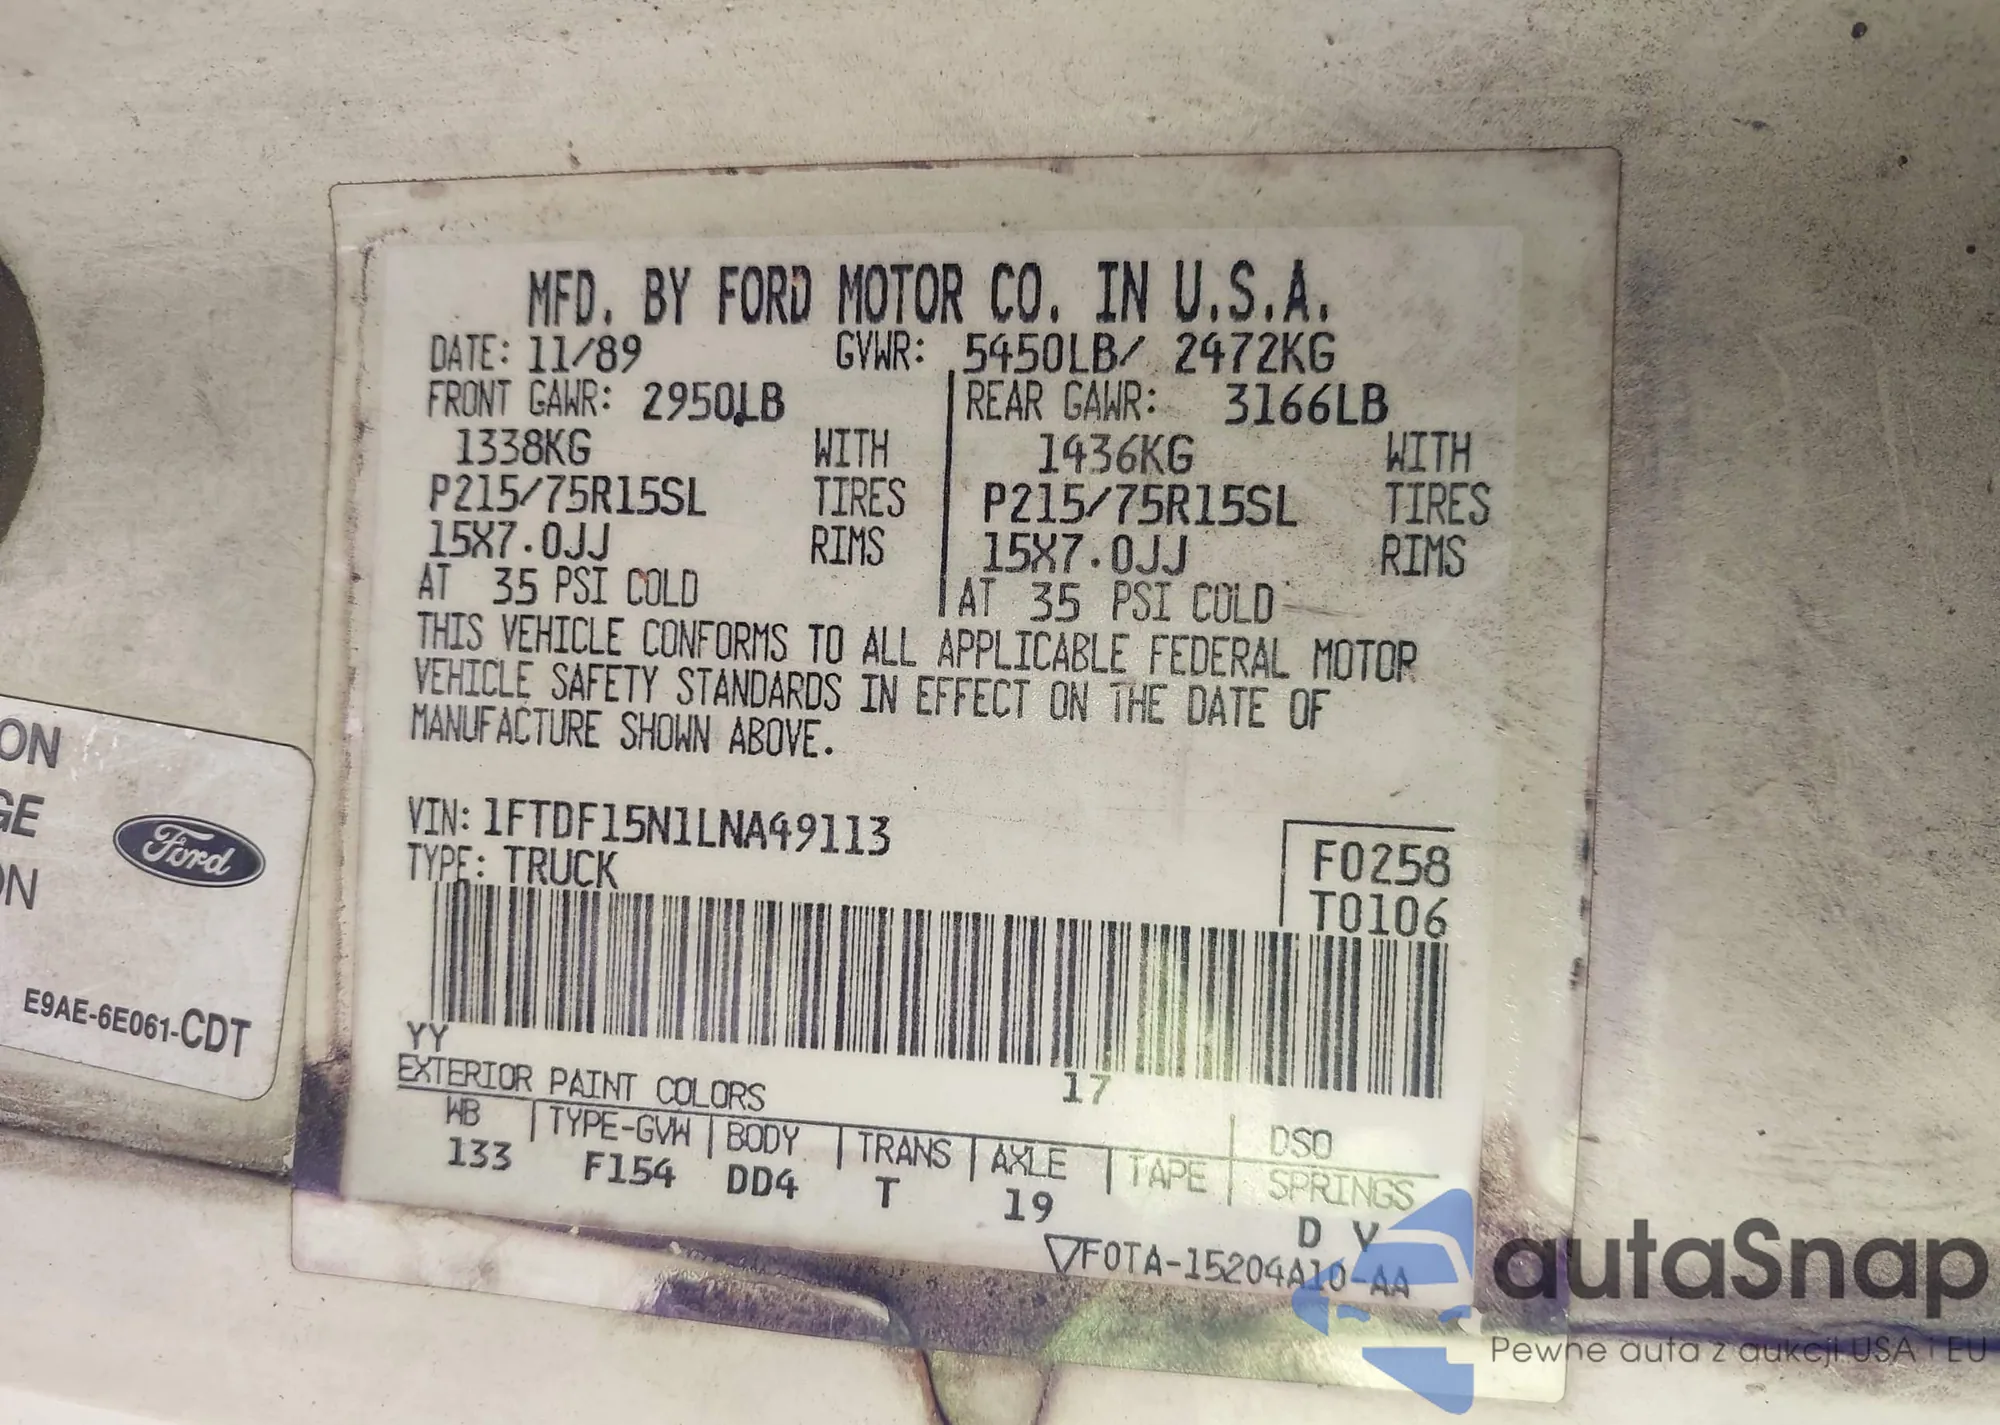 MFD. BY FORD MOTOR CO. IN U.S.A.
DATE: 11/89 GVWR: 5450LB/ 2472KG
FRONT GAWR: 2950LB REAR GAWR: 3166LB
1338KG WITH 1436KG WITH
P215/75R15SL TIRES P215/75R15SL TIRES
15X7.0JJ RIMS 15X7.0JJ RIMS
AT 35 PSI COLD AT 35 PSI COLD
THIS VEHICLE CONFORMS TO ALL APPLICABLE FEDERAL MOTOR
VEHICLE SAFETY STANDARDS IN EFFECT ON THE DATE OF
MANUFACTURE SHOWN ABOVE.
VIN: 1FTDF15N1LNA49113
TYPE: TRUCK
F0258
T0106
YY
EXTERIOR PAINT COLORS 17
WB TYPE-GVW BODY TRANS AXLE TAPE DSO
SPRINGS
133 F154 DD4 T 19 D V
F0TA-15204A10-AA
ON
GE
ON
Ford
E9AE-6E061-CDT
autaSnap
Pewne auta z aukcji USA i EU